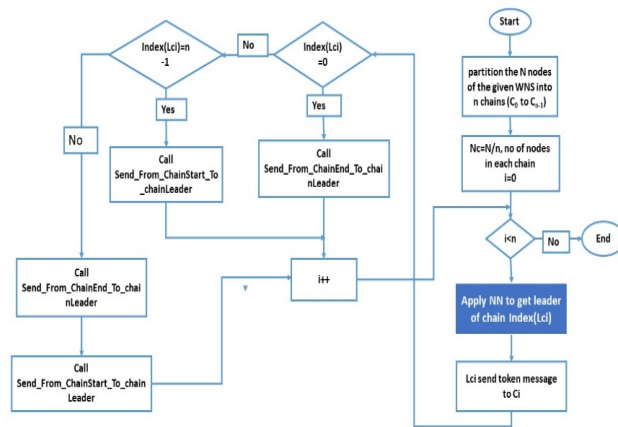 Start
partition the N nodes
of the given WNS into
n chains (C₀ to Cₙ₋₁)
Nc=N/n, no of nodes
in each chain
i=0
i<n
No
End
Apply NN to get leader
of chain Index(Lci)
Lci send token message
to Ci
Index(Lci)
=0
No
Yes
Index(Lci)=n
-1
Yes
No
Call
Send_From_ChainStart_To
_chainLeader
Call
Send_From_ChainEnd_To_chai
nLeader
i++
Call
Send_From_ChainEnd_To_chai
nLeader
Call
Send_From_ChainStart_To_chain
Leader